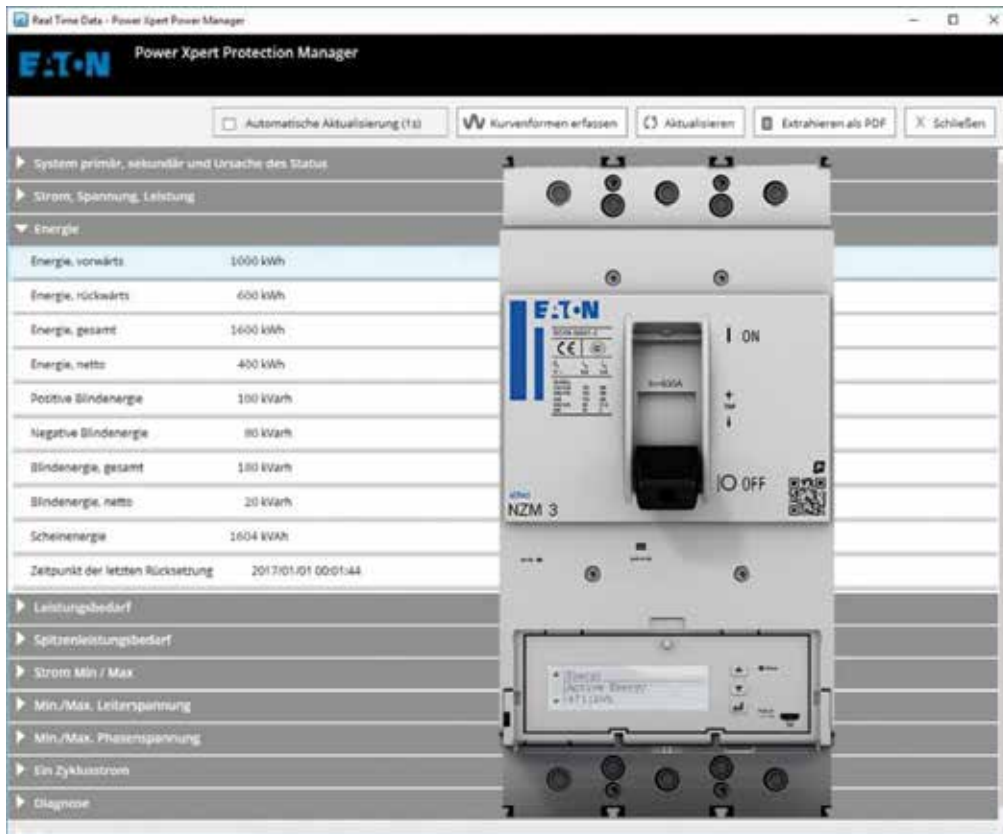 Real Time Data - Power Xpert Power Manager
EATON
Power Xpert Protection Manager
Automatische Aktualisierung (1s)
Kurvenformen erfassen
Aktualisieren
Extrahieren als PDF
Schließen
System primär, sekundär und Ursache des Status
Strom, Spannung, Leistung
Energie
Energie, vorwärts 1000 kWh
Energie, rückwärts 600 kWh
Energie, gesamt 1600 kWh
Energie, netto 400 kWh
Positive Blindenergie 100 kVarh
Negative Blindenergie 80 kVarh
Blindenergie, gesamt 180 kVarh
Blindenergie, netto 20 kVarh
Scheinenergie 1604 kVAh
Zeitpunkt der letzten Rücksetzung 2017/01/01 00:01:44
Leistungsbedarf
Spitzenleistungsbedarf
Strom Min / Max
Min./Max. Leiterspannung
Min./Max. Phasenspannung
Ein Zyklusstrom
Diagnose
EATON
CE
ON
OFF
NZM 3
Energy
Active Energy